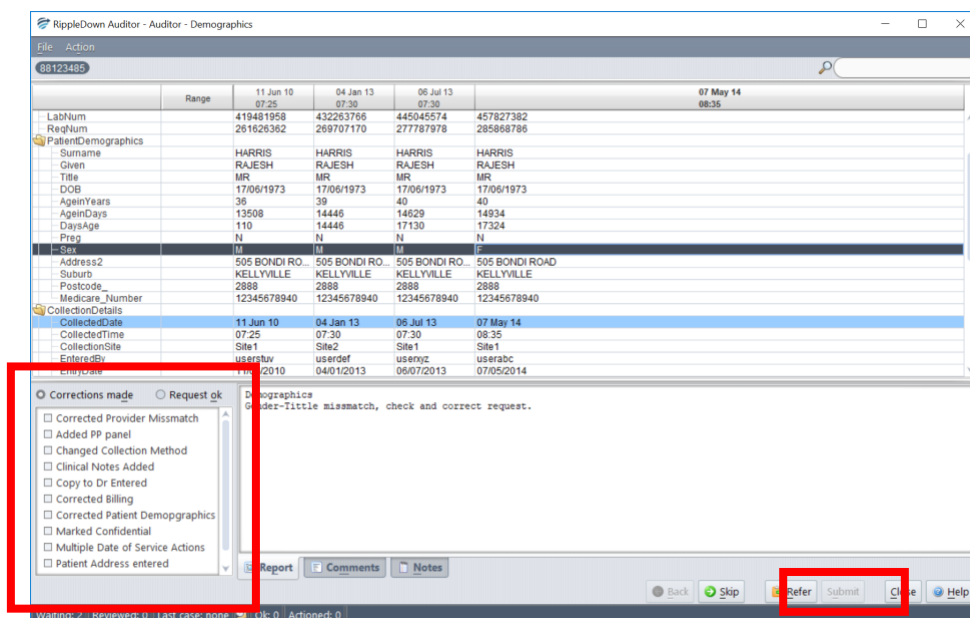 RippleDown Auditor - Auditor - Demographics
File Action
88123485
Range 11 Jun 10 07:25 04 Jan 13 07:30 06 Jul 13 07:30 07 May 14 08:35
LabNum 419481958 432263766 445045574 457827382
ReqNum 261626362 269707170 277787978 285868786
PatientDemographics
Surname HARRIS HARRIS HARRIS HARRIS
Given RAJESH RAJESH RAJESH RAJESH
Title MR MR MR MR
DOB 17/06/1973 17/06/1973 17/06/1973 17/06/1973
AgeinYears 36 39 40 40
AgeinDays 13508 14446 14629 14934
DaysAge 110 14446 17130 17324
Preg N N N N
Sex M M M F
Address2 505 BONDI RO... 505 BONDI RO... 505 BONDI RO... 505 BONDI ROAD
Suburb KELLYVILLE KELLYVILLE KELLYVILLE KELLYVILLE
Postcode_ 2888 2888 2888 2888
Medicare_Number 12345678940 12345678940 12345678940 12345678940
CollectionDetails
CollectedDate 11 Jun 10 04 Jan 13 06 Jul 13 07 May 14
CollectedTime 07:25 07:30 07:30 08:35
CollectionSite Site1 Site2 Site1 Site1
EnteredBy userstuv userdef userxyz userabc
EntryDate 11/06/2010 04/01/2013 06/07/2013 07/05/2014
Corrections made Request ok
Corrected Provider Missmatch
Added PP panel
Changed Collection Method
Clinical Notes Added
Copy to Dr Entered
Corrected Billing
Corrected Patient Demopgraphics
Marked Confidential
Multiple Date of Service Actions
Patient Address entered
Demographics
Gender-Tittle missmatch, check and correct request.
Report Comments Notes
Back Skip Refer Submit Close Help
Waiting: 2 Reviewed: 0 Last case: none Ok: 0 Actioned: 0